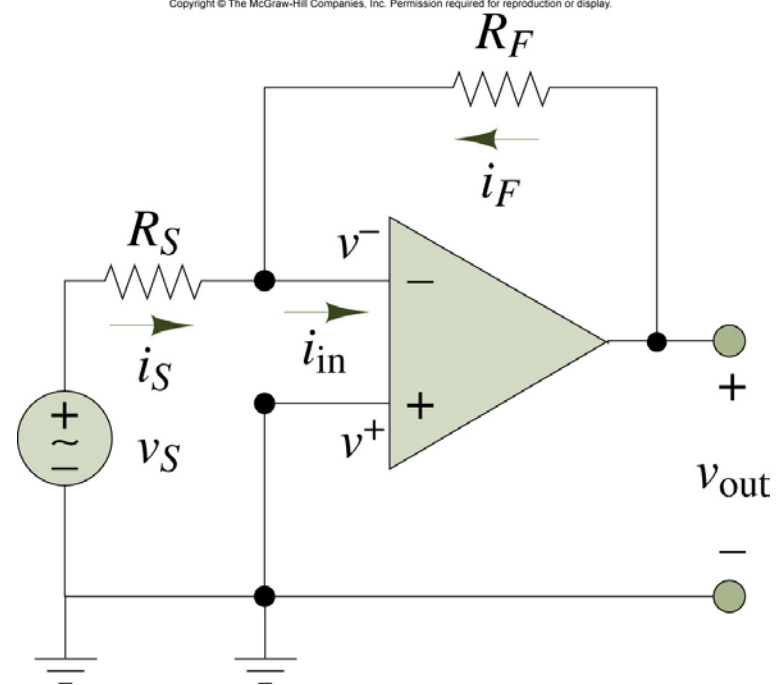 Copyright © The McGraw-Hill Companies, Inc. Permission required for reproduction or display.
R_F
i_F
R_S
v^−
−
i_S
i_in
+
~
−
v_S
+
v^+
+
v_out
−